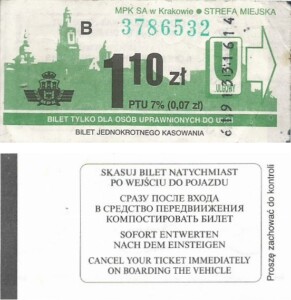 MPK SA w Krakowie ● STREFA MIEJSKA
B 3786532
1 10 zł
PTU 7% (0,07 zł)
BILET TYLKO DLA OSÓB UPRAWNIONYCH DO
BILET JEDNOKROTNEGO KASOWANIA
SKASUJ BILET NATYCHMIAST
PO WEJŚCIU DO POJAZDU
СРАЗУ ПОСЛЕ ВХОДА
В СРЕДСТВО ПЕРЕДВИЖЕНИЯ
КОМПОСТИРОВАТЬ БИЛЕТ
SOFORT ENTWERTEN
NACH DEM EINSTEIGEN
CANCEL YOUR TICKET IMMEDIATELY
ON BOARDING THE VEHICLE
Proszę zachować do kontroli